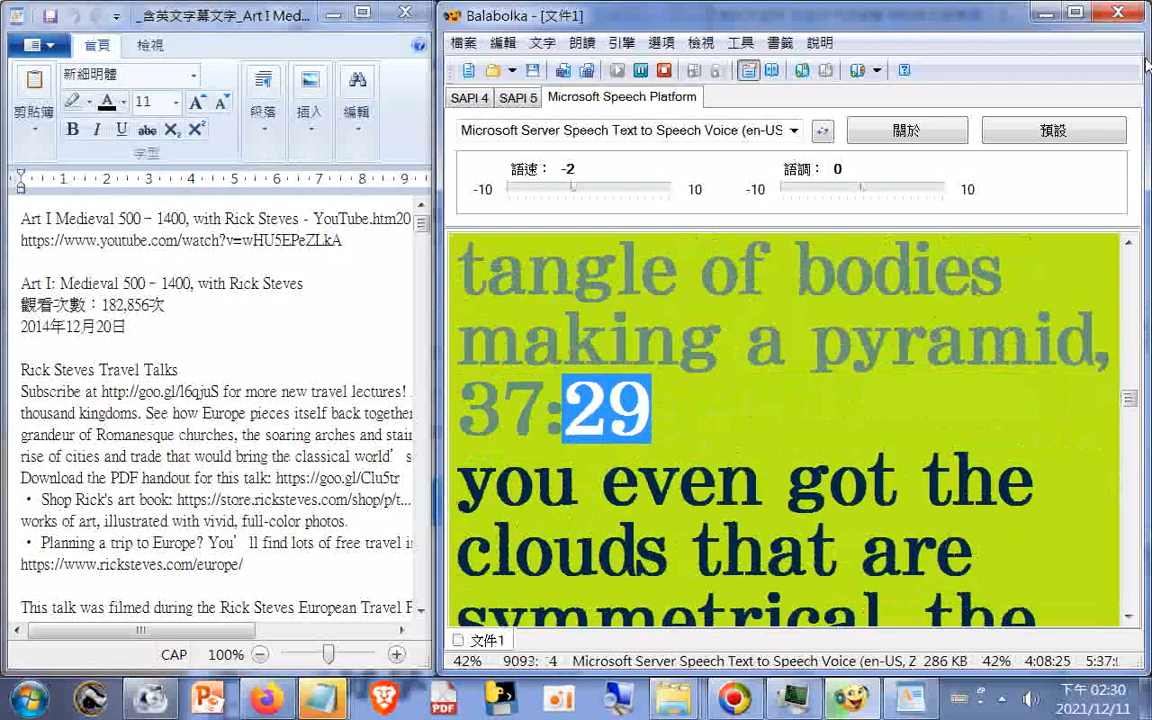 _含英文字幕文字_Art I Med...
首頁
檢視
新細明體
11
剪貼簿
段落
插入
編輯
字型
1 2 3 4 5 6 7 8 9
Art I Medieval 500–1400, with Rick Steves - YouTube.htm20
https://www.youtube.com/watch?v=wHU5EPeZLkA
Art I: Medieval 500–1400, with Rick Steves
觀看次數：182,856次
2014年12月20日
Rick Steves Travel Talks
Subscribe at http://goo.gl/l6qjuS for more new travel lectures!
thousand kingdoms. See how Europe pieces itself back together
grandeur of Romanesque churches, the soaring arches and stain
rise of cities and trade that would bring the classical world's
Download the PDF handout for this talk: https://goo.gl/Clu5tr
• Shop Rick's art book: https://store.ricksteves.com/shop/p/t...
works of art, illustrated with vivid, full-color photos.
• Planning a trip to Europe? You'll find lots of free travel i
https://www.ricksteves.com/europe/
This talk was filmed during the Rick Steves European Travel F
CAP 100%
Balabolka - [文件1]
檔案 編輯 文字 朗讀 引擎 選項 檢視 工具 書籤 說明
SAPI 4 SAPI 5 Microsoft Speech Platform
Microsoft Server Speech Text to Speech Voice (en-US
關於
預設
語速： -2
語調： 0
-10 10 -10 10
tangle of bodies
making a pyramid,
37:29
you even got the
clouds that are
symmetrical, the
文件1
42% 9093: 4 Microsoft Server Speech Text to Speech Voice (en-US, Z 286 KB 42% 4:08:25 5:37:
下午 02:30
2021/12/11